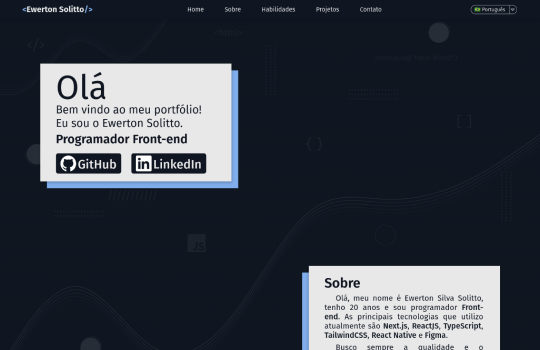 <Ewerton Solitto/>
Home
Sobre
Habilidades
Projetos
Contato
Português
Olá
Bem vindo ao meu portfólio!
Eu sou o Ewerton Solitto.
Programador Front-end
GitHub
LinkedIn
</>
{ }
[ ]
JS
Sobre
Olá, meu nome é Ewerton Silva Solitto,
tenho 20 anos e sou programador Front-
end. As principais tecnologias que utilizo
atualmente são Next.js, ReactJS, TypeScript,
TailwindCSS, React Native e Figma.
Busco sempre a qualidade e o